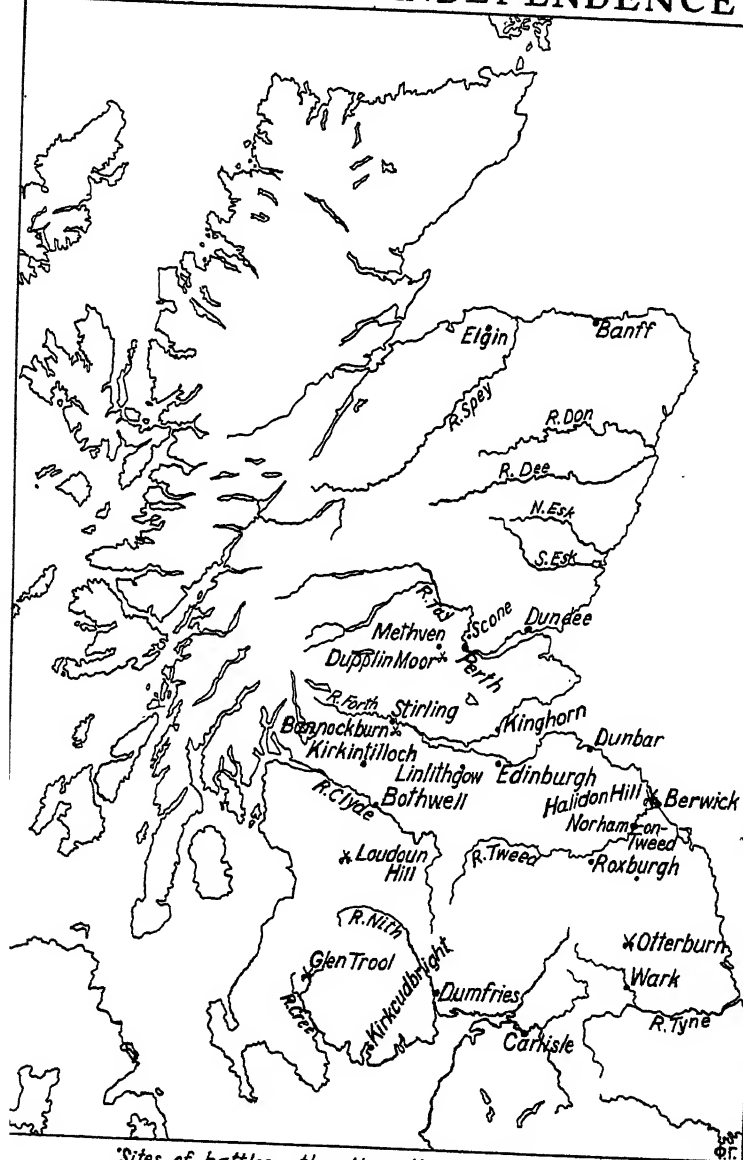 INDEPENDENCE
Elgin
Banff
R. Spey
R. Don
R. Dee
N. Esk
S. Esk
R. Tay
Scone
Dundee
Methven
Dupplin Moor
Perth
R. Forth
Stirling
Kinghorn
Bannockburn
Dunbar
Kirkintilloch
Linlithgow
Edinburgh
R. Clyde
Bothwell
Halidon Hill
Berwick
Norham-on-
Tweed
Loudoun
Hill
R. Tweed
Roxburgh
R. Nith
Otterburn
Glen Trool
Wark
R. Cree
Kirkcudbright
Dumfries
R. Tyne
Carlisle
Sites of battles